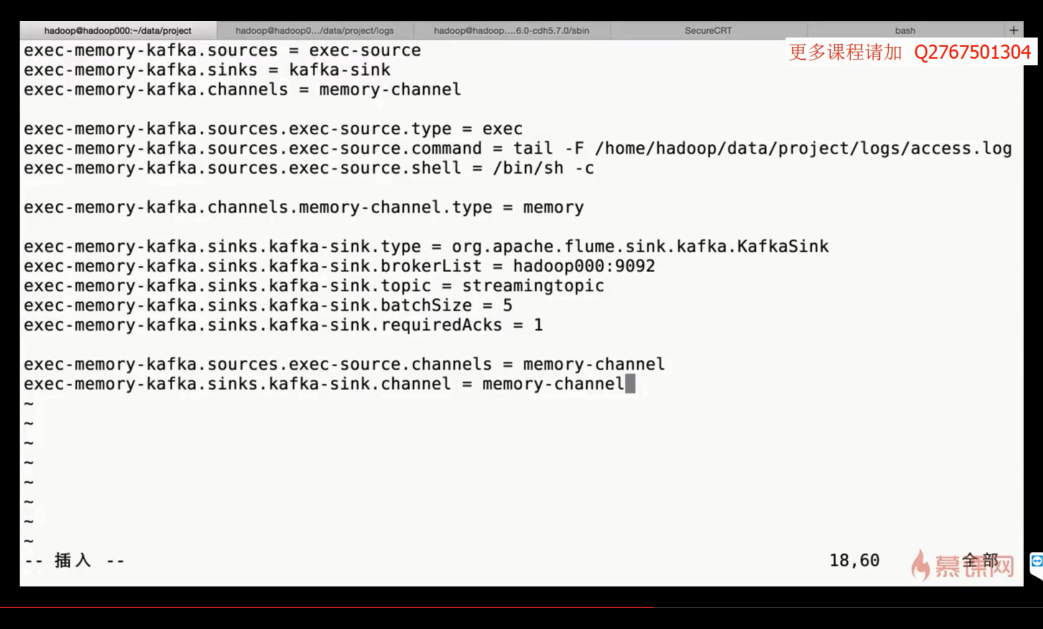 hadoop@hadoop000:~/data/project
hadoop@hadoop0.../data/project/logs
hadoop@hadoop....6.0-cdh5.7.0/sbin
SecureCRT
bash
+
更多课程请加 Q2767501304
exec-memory-kafka.sources = exec-source
exec-memory-kafka.sinks = kafka-sink
exec-memory-kafka.channels = memory-channel
exec-memory-kafka.sources.exec-source.type = exec
exec-memory-kafka.sources.exec-source.command = tail -F /home/hadoop/data/project/logs/access.log
exec-memory-kafka.sources.exec-source.shell = /bin/sh -c
exec-memory-kafka.channels.memory-channel.type = memory
exec-memory-kafka.sinks.kafka-sink.type = org.apache.flume.sink.kafka.KafkaSink
exec-memory-kafka.sinks.kafka-sink.brokerList = hadoop000:9092
exec-memory-kafka.sinks.kafka-sink.topic = streamingtopic
exec-memory-kafka.sinks.kafka-sink.batchSize = 5
exec-memory-kafka.sinks.kafka-sink.requiredAcks = 1
exec-memory-kafka.sources.exec-source.channels = memory-channel
exec-memory-kafka.sinks.kafka-sink.channel = memory-channel
~
~
~
~
~
~
~
~
-- 插入 --
18,60
全部
慕课网